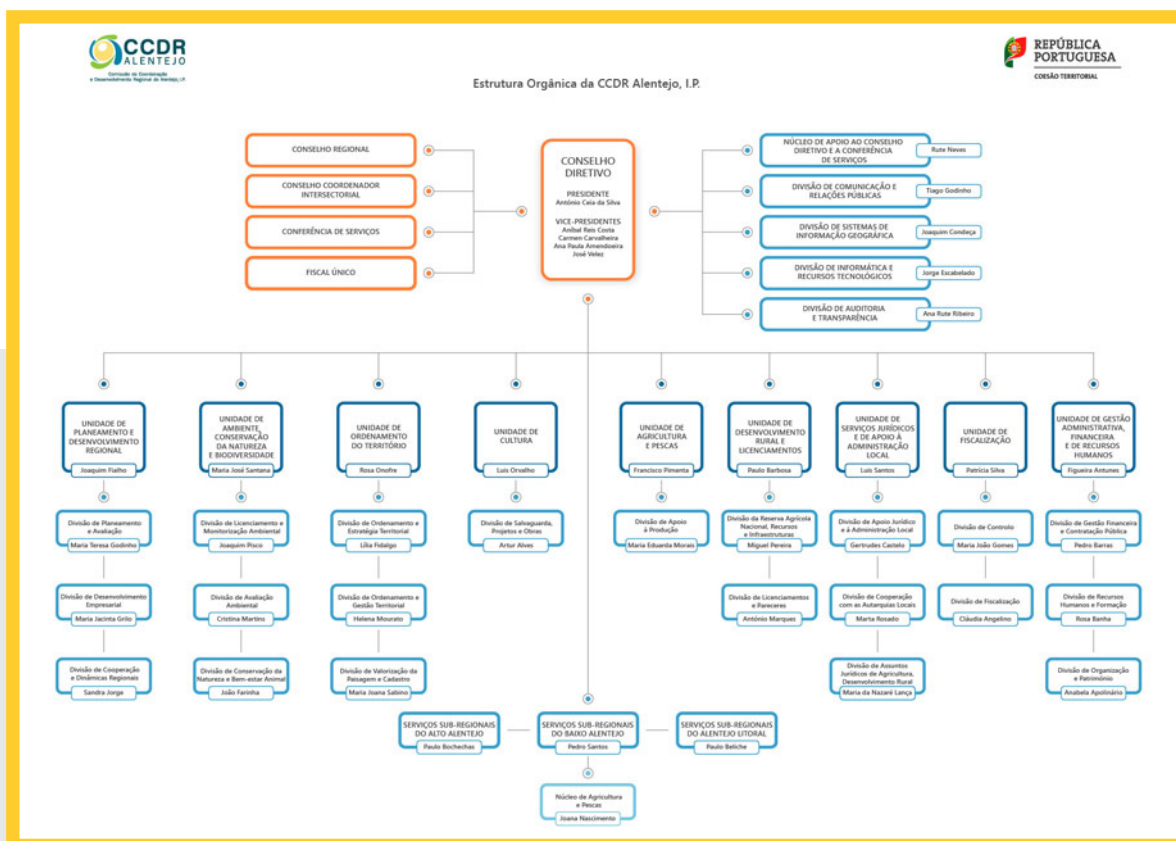 CCDR
ALENTEJO
Comissão de Coordenação
e Desenvolvimento Regional do Alentejo, I.P.
REPÚBLICA
PORTUGUESA
COESÃO TERRITORIAL
Estrutura Orgânica da CCDR Alentejo, I.P.
CONSELHO REGIONAL
CONSELHO COORDENADOR
INTERSECTORIAL
CONFERÊNCIA DE SERVIÇOS
FISCAL ÚNICO
CONSELHO
DIRETIVO
PRESIDENTE
António Ceia da Silva
VICE-PRESIDENTES
Aníbal Reis Costa
Carmen Carvalheira
Ana Paula Amendoeira
José Velez
NÚCLEO DE APOIO AO CONSELHO
DIRETIVO E A CONFERÊNCIA
DE SERVIÇOS
Rute Neves
DIVISÃO DE COMUNICAÇÃO E
RELAÇÕES PÚBLICAS
Tiago Godinho
DIVISÃO DE SISTEMAS DE
INFORMAÇÃO GEOGRÁFICA
Joaquim Condeça
DIVISÃO DE INFORMÁTICA E
RECURSOS TECNOLÓGICOS
Jorge Escabelado
DIVISÃO DE AUDITORIA
E TRANSPARÊNCIA
Ana Rute Ribeiro
UNIDADE DE
PLANEAMENTO E
DESENVOLVIMENTO
REGIONAL
Joaquim Fialho
Divisão de Planeamento
e Avaliação
Maria Teresa Godinho
Divisão de Desenvolvimento
Empresarial
Maria Jacinta Grilo
Divisão de Cooperação
e Dinâmicas Regionais
Sandra Jorge
UNIDADE DE
AMBIENTE,
CONSERVAÇÃO
DA NATUREZA
E BIODIVERSIDADE
Maria José Santana
Divisão de Licenciamento e
Monitorização Ambiental
Joaquim Pisco
Divisão de Avaliação
Ambiental
Cristina Martins
Divisão de Conservação da
Natureza e Bem-estar Animal
João Farinha
UNIDADE DE
ORDENAMENTO
DO TERRITÓRIO
Rosa Onofre
Divisão de Ordenamento e
Estratégia Territorial
Lília Fidalgo
Divisão de Ordenamento e
Gestão Territorial
Helena Mourato
Divisão de Valorização da
Paisagem e Cadastro
Maria Joana Sabino
UNIDADE DE
CULTURA
Luis Orvalho
Divisão de Salvaguarda,
Projetos e Obras
Artur Alves
UNIDADE DE
AGRICULTURA
E PESCAS
Francisco Pimenta
Divisão de Apoio
à Produção
Maria Eduarda Morais
UNIDADE DE
DESENVOLVIMENTO
RURAL E
LICENCIAMENTOS
Paulo Barbosa
Divisão da Reserva Agrícola
Nacional, Recursos
e Infraestruturas
Miguel Pereira
Divisão de Licenciamentos
e Pareceres
António Marques
UNIDADE DE
SERVIÇOS JURÍDICOS
E DE APOIO À
ADMINISTRAÇÃO
LOCAL
Luis Santos
Divisão de Apoio Jurídico
e à Administração Local
Gertrudes Castelo
Divisão de Cooperação
com as Autarquias Locais
Marta Rosado
Divisão de Assuntos
Jurídicos de Agricultura,
Desenvolvimento Rural
Maria da Nazaré Lança
UNIDADE DE
FISCALIZAÇÃO
Patrícia Silva
Divisão de Controlo
Maria João Gomes
Divisão de Fiscalização
Cláudia Angelino
UNIDADE DE GESTÃO
ADMINISTRATIVA,
FINANCEIRA
E DE RECURSOS
HUMANOS
Figueira Antunes
Divisão de Gestão Financeira
e Contratação Pública
Pedro Barras
Divisão de Recursos
Humanos e Formação
Rosa Banha
Divisão de Organização
e Património
Anabela Apolinário
SERVIÇOS SUB-REGIONAIS
DO ALTO ALENTEJO
Paulo Bochechas
SERVIÇOS SUB-REGIONAIS
DO BAIXO ALENTEJO
Pedro Santos
SERVIÇOS SUB-REGIONAIS
DO ALENTEJO LITORAL
Paulo Beliche
Núcleo de Agricultura
e Pescas
Joana Nascimento